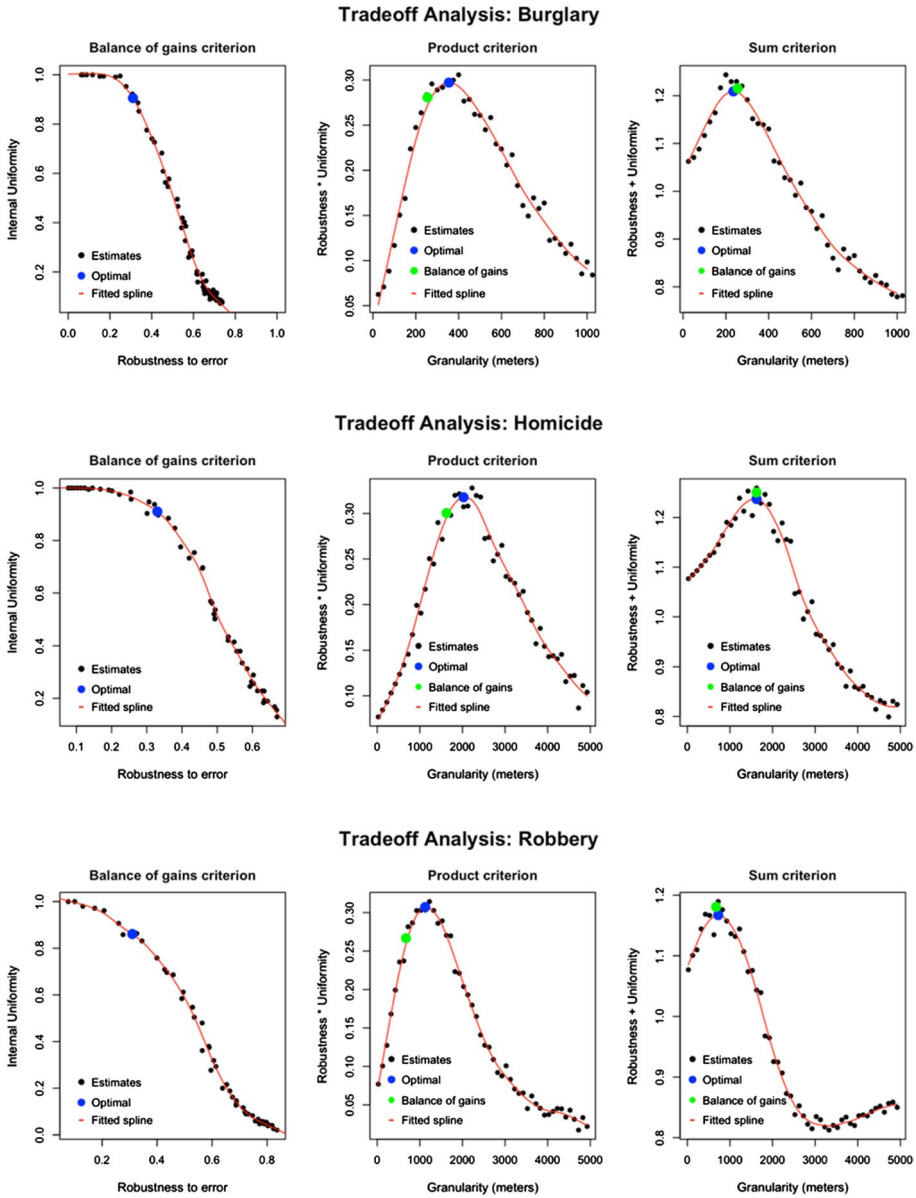 Tradeoff Analysis: Burglary
Balance of gains criterion
Internal Uniformity
1.0
0.8
0.6
0.4
0.2
Estimates
Optimal
Fitted spline
0.0 0.2 0.4 0.6 0.8 1.0
Robustness to error
Product criterion
Robustness * Uniformity
0.30
0.25
0.20
0.15
0.10
0.05
Estimates
Optimal
Balance of gains
Fitted spline
0 200 400 600 800 1000
Granularity (meters)
Sum criterion
Robustness + Uniformity
1.2
1.1
1.0
0.9
0.8
Estimates
Optimal
Balance of gains
Fitted spline
0 200 400 600 800 1000
Granularity (meters)
Tradeoff Analysis: Homicide
Balance of gains criterion
Internal Uniformity
1.0
0.8
0.6
0.4
0.2
Estimates
Optimal
Fitted spline
0.1 0.2 0.3 0.4 0.5 0.6
Robustness to error
Product criterion
Robustness * Uniformity
0.30
0.25
0.20
0.15
0.10
Estimates
Optimal
Balance of gains
Fitted spline
0 1000 2000 3000 4000 5000
Granularity (meters)
Sum criterion
Robustness + Uniformity
1.2
1.1
1.0
0.9
0.8
Estimates
Optimal
Balance of gains
Fitted spline
0 1000 2000 3000 4000 5000
Granularity (meters)
Tradeoff Analysis: Robbery
Balance of gains criterion
Internal Uniformity
1.0
0.8
0.6
0.4
0.2
0.0
Estimates
Optimal
Fitted spline
0.2 0.4 0.6 0.8
Robustness to error
Product criterion
Robustness * Uniformity
0.30
0.25
0.20
0.15
0.10
0.05
Estimates
Optimal
Balance of gains
Fitted spline
0 1000 2000 3000 4000 5000
Granularity (meters)
Sum criterion
Robustness + Uniformity
1.2
1.1
1.0
0.9
0.8
Estimates
Optimal
Balance of gains
Fitted spline
0 1000 2000 3000 4000 5000
Granularity (meters)